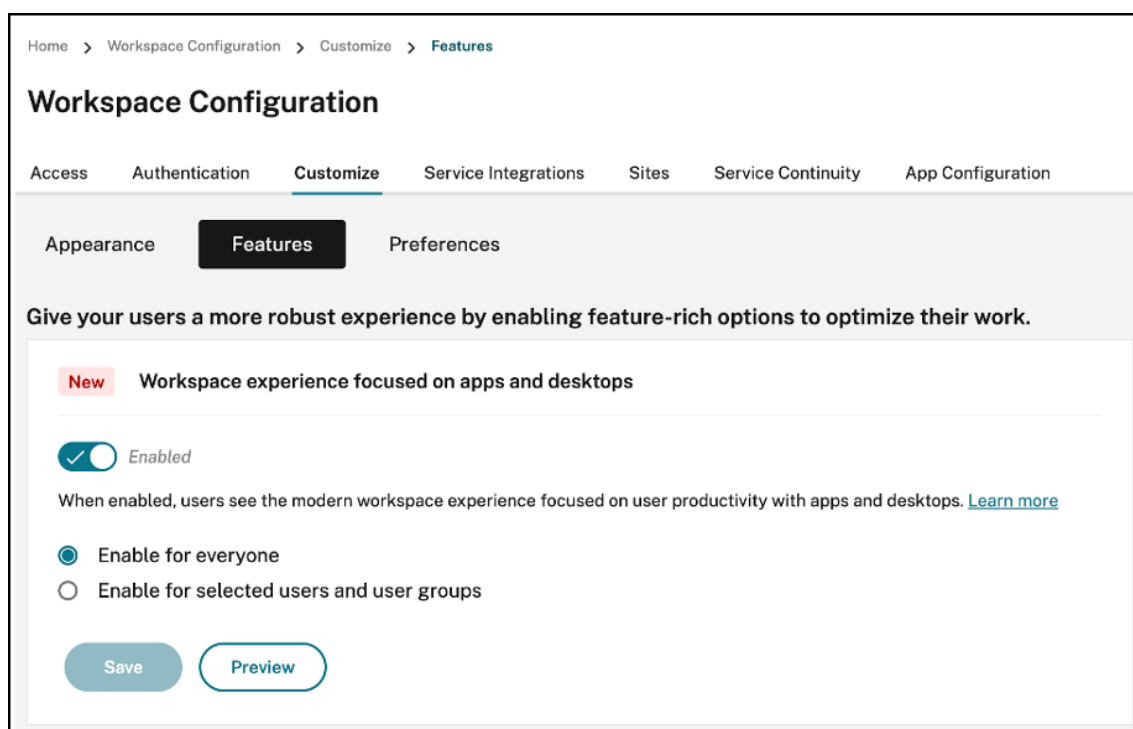 Home > Workspace Configuration > Customize > Features
Workspace Configuration
Access Authentication Customize Service Integrations Sites Service Continuity App Configuration
Appearance Features Preferences
Give your users a more robust experience by enabling feature-rich options to optimize their work.
New Workspace experience focused on apps and desktops
Enabled
When enabled, users see the modern workspace experience focused on user productivity with apps and desktops. Learn more
Enable for everyone
Enable for selected users and user groups
Save Preview